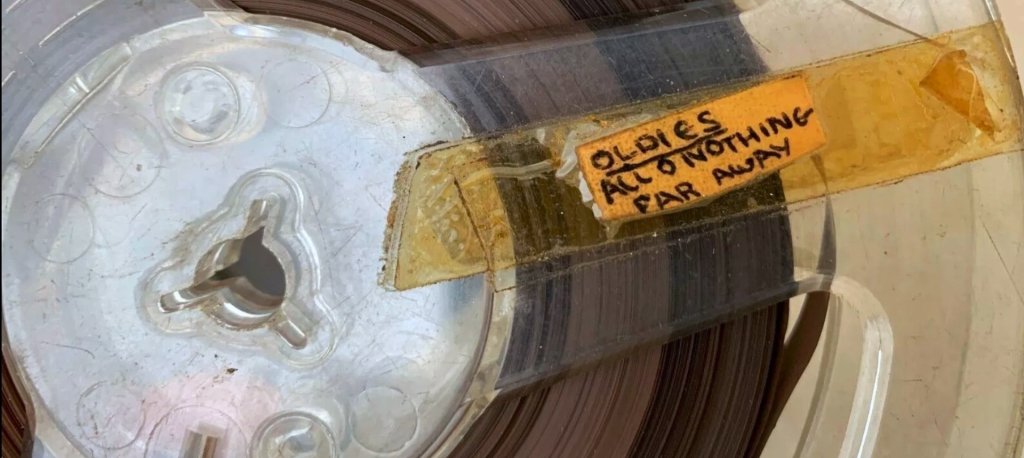 OLDIES
ALL O NOTHING
FAR AWAY